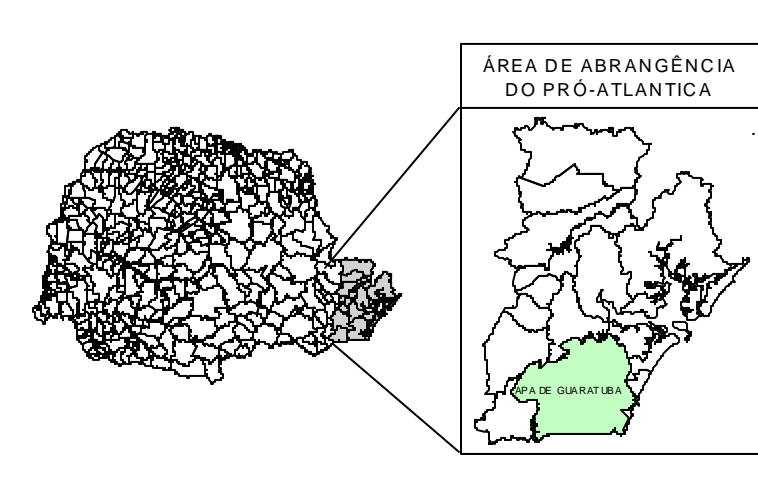 ÁREA DE ABRANGÊNCIA
DO PRÓ-ATLANTICA
APA DE GUARATUBA